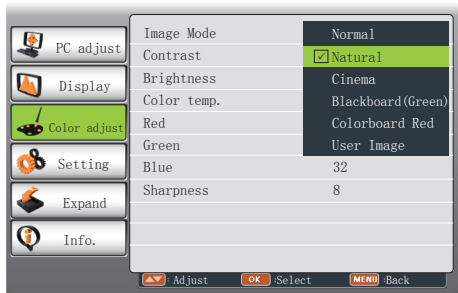 PC adjust
Display
Color adjust
Setting
Expand
Info.
Image Mode
Contrast
Brightness
Color temp.
Red
Green
Blue 32
Sharpness 8
Normal
Natural
Cinema
Blackboard(Green)
Colorboard Red
User Image
: Adjust OK :Select MENU :Back